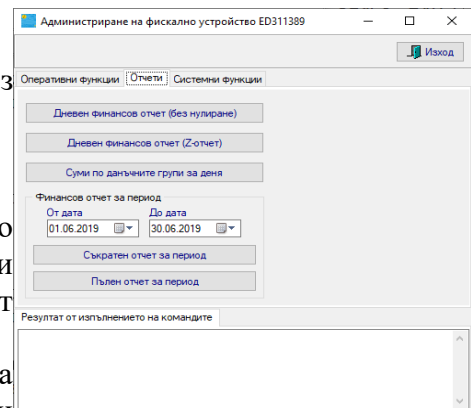 Администриране на фискално устройство ED311389
Изход
Оперативни функции Отчети Системни функции
Дневен финансов отчет (без нулиране)
Дневен финансов отчет (Z-отчет)
Суми по данъчните групи за деня
Финансов отчет за период
От дата До дата
01.06.2019 30.06.2019
Съкратен отчет за период
Пълен отчет за период
Резултат от изпълнението на командите
з
о
и
т
а